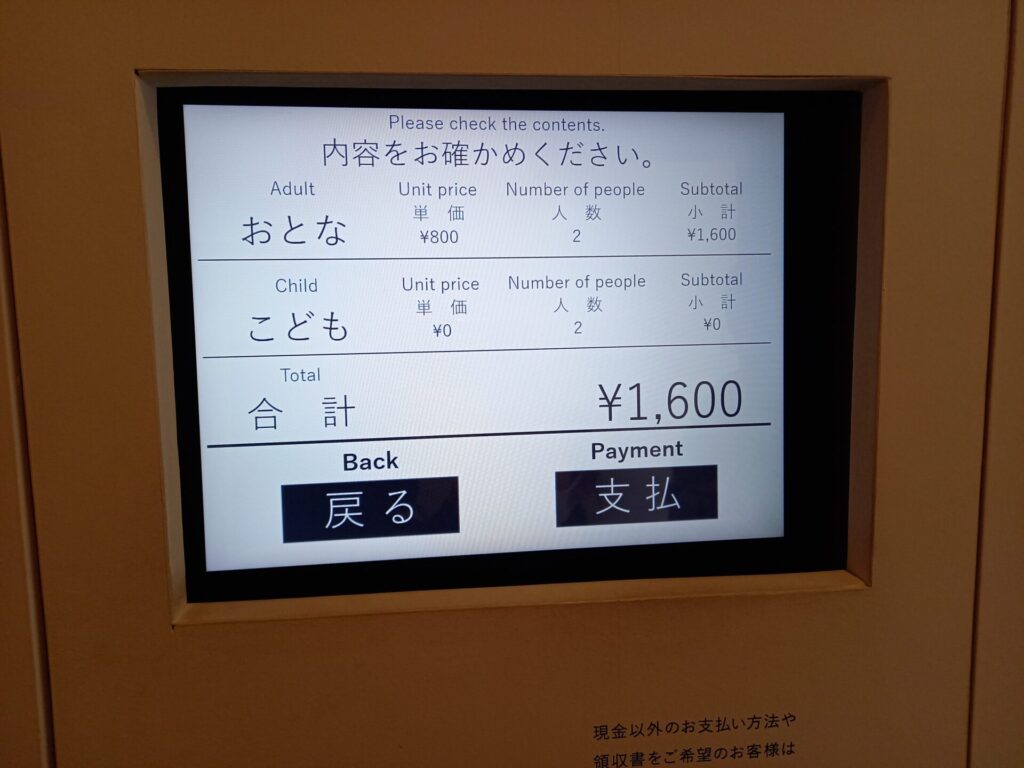 Please check the contents.
内容をお確かめください。
Adult Unit price Number of people Subtotal
おとな 単 価 人 数 小 計
¥800 2 ¥1,600
Child Unit price Number of people Subtotal
こども 単 価 人 数 小 計
¥0 2 ¥0
Total
合 計 ¥1,600
Back Payment
戻る 支払
現金以外のお支払い方法や
領収書をご希望のお客様は